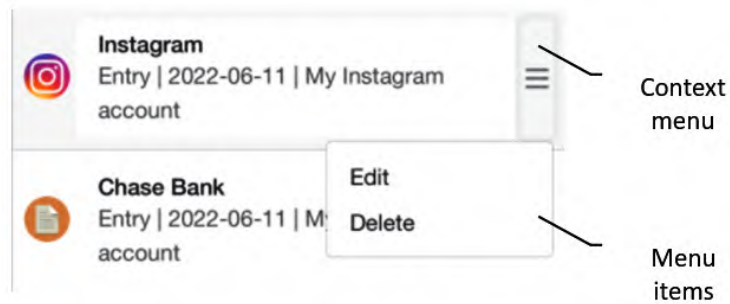 Instagram
Entry | 2022-06-11 | My Instagram
account
Context
menu
Edit
Chase Bank
Entry | 2022-06-11 | My
Delete
account
Menu
items